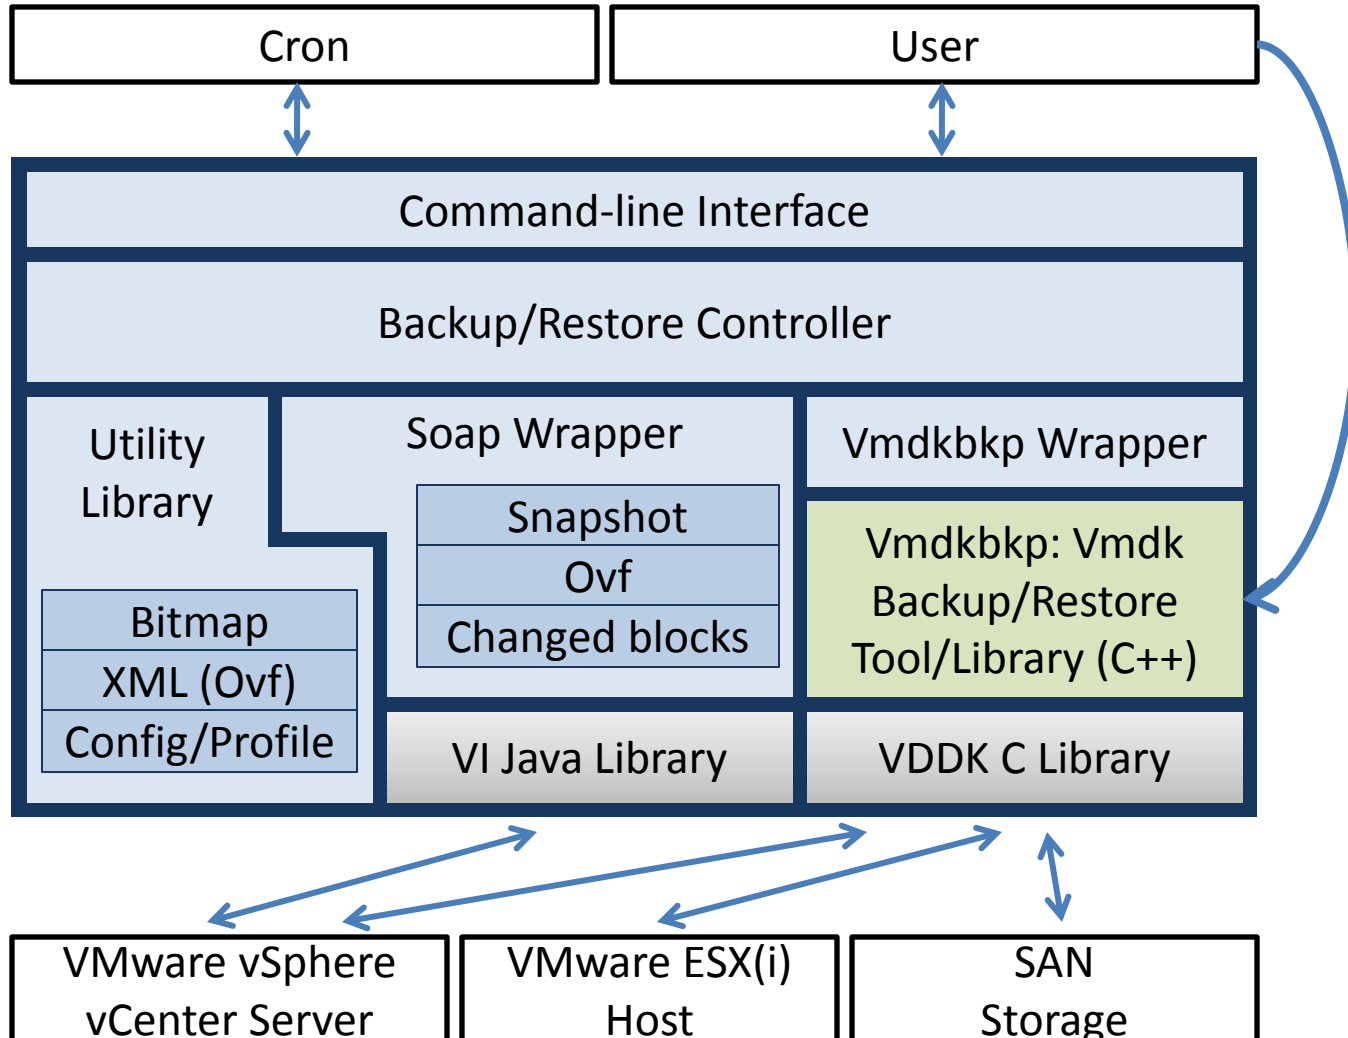 Cron
User
Command-line Interface
Backup/Restore Controller
Utility
Library
Bitmap
XML (Ovf)
Config/Profile
Soap Wrapper
Snapshot
Ovf
Changed blocks
VI Java Library
Vmdkbkp Wrapper
Vmdkbkp: Vmdk
Backup/Restore
Tool/Library (C++)
VDDK C Library
VMware vSphere
vCenter Server
VMware ESX(i)
Host
SAN
Storage